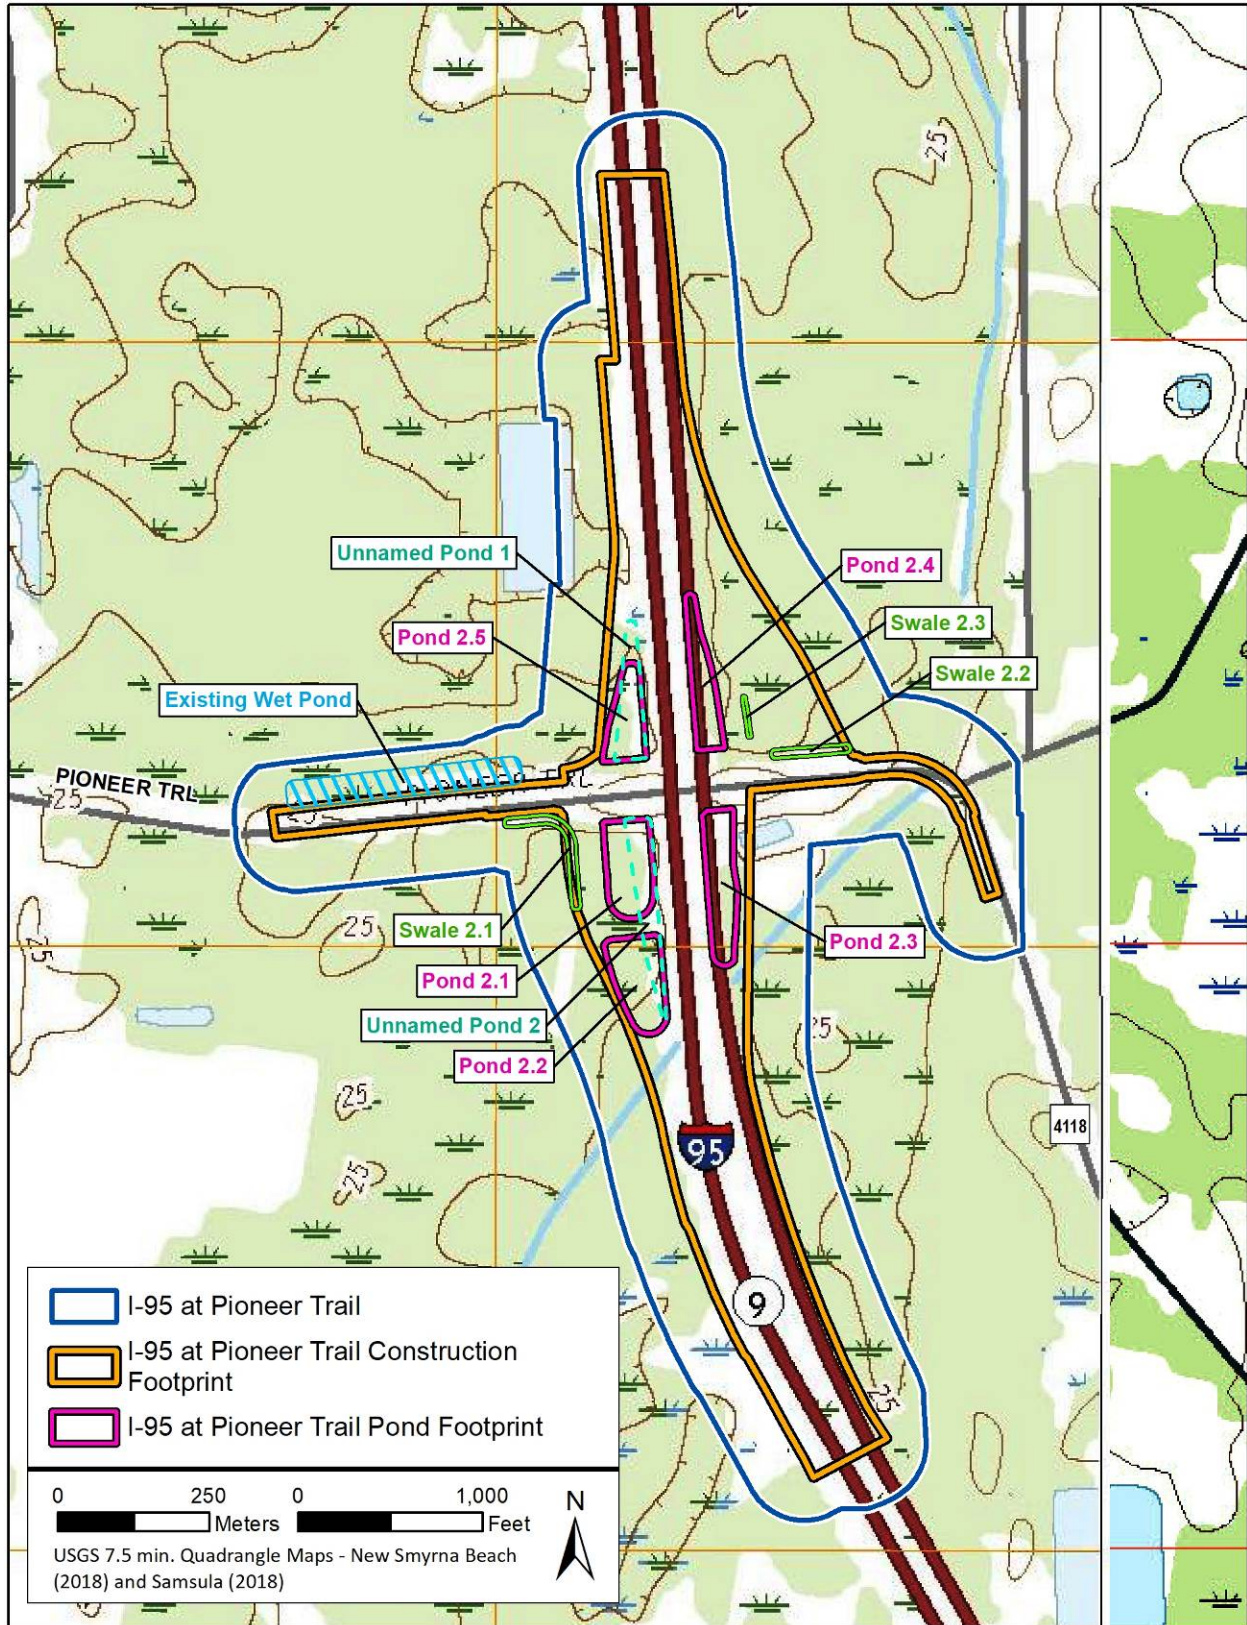 25
25
Unnamed Pond 1
Pond 2.4
Pond 2.5
Swale 2.3
Swale 2.2
Existing Wet Pond
PIONEER TRL
25
25
25
Swale 2.1
Pond 2.3
Pond 2.1
Unnamed Pond 2
25
Pond 2.2
25
4118
95
25
9
25
I-95 at Pioneer Trail
I-95 at Pioneer Trail Construction
Footprint
I-95 at Pioneer Trail Pond Footprint
0 250 0 1,000 N
Meters Feet
USGS 7.5 min. Quadrangle Maps - New Smyrna Beach
(2018) and Samsula (2018)